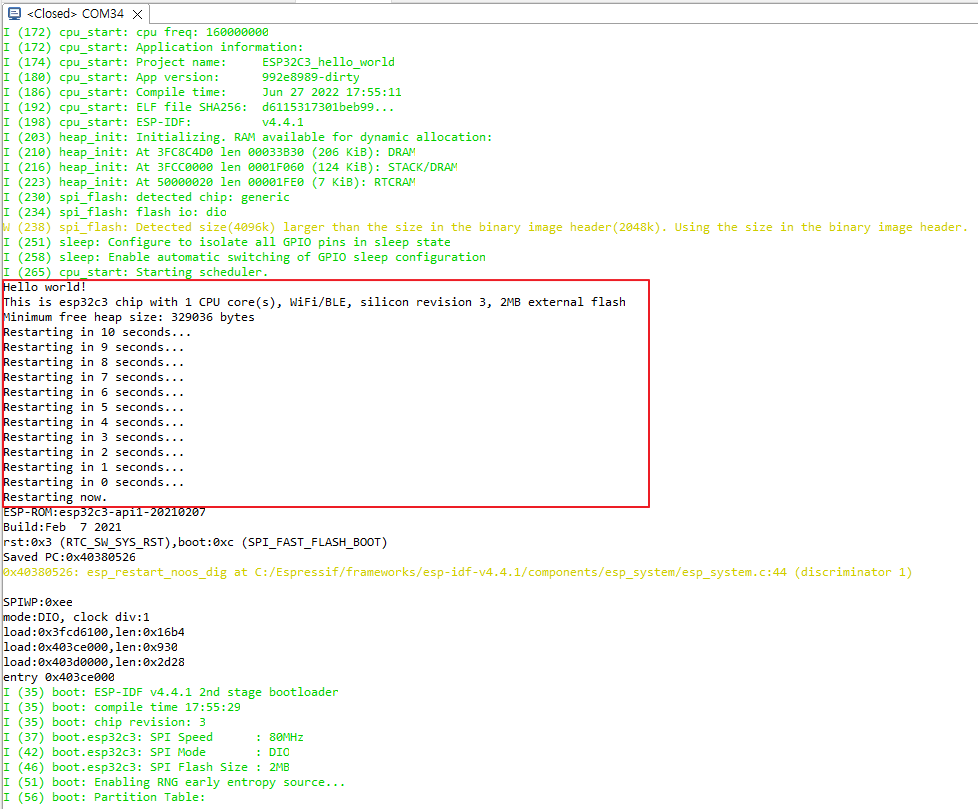 <Closed> COM34
I (172) cpu_start: cpu freq: 160000000
I (172) cpu_start: Application information:
I (174) cpu_start: Project name:     ESP32C3_hello_world
I (180) cpu_start: App version:      992e8989-dirty
I (186) cpu_start: Compile time:     Jun 27 2022 17:55:11
I (192) cpu_start: ELF file SHA256:  d6115317301beb99...
I (198) cpu_start: ESP-IDF:          v4.4.1
I (203) heap_init: Initializing. RAM available for dynamic allocation:
I (210) heap_init: At 3FC8C4D0 len 00033B30 (206 KiB): DRAM
I (216) heap_init: At 3FCC0000 len 0001F060 (124 KiB): STACK/DRAM
I (223) heap_init: At 50000020 len 00001FE0 (7 KiB): RTCRAM
I (230) spi_flash: detected chip: generic
I (234) spi_flash: flash io: dio
W (238) spi_flash: Detected size(4096k) larger than the size in the binary image header(2048k). Using the size in the binary image header.
I (251) sleep: Configure to isolate all GPIO pins in sleep state
I (258) sleep: Enable automatic switching of GPIO sleep configuration
I (265) cpu_start: Starting scheduler.
Hello world!
This is esp32c3 chip with 1 CPU core(s), WiFi/BLE, silicon revision 3, 2MB external flash
Minimum free heap size: 329036 bytes
Restarting in 10 seconds...
Restarting in 9 seconds...
Restarting in 8 seconds...
Restarting in 7 seconds...
Restarting in 6 seconds...
Restarting in 5 seconds...
Restarting in 4 seconds...
Restarting in 3 seconds...
Restarting in 2 seconds...
Restarting in 1 seconds...
Restarting in 0 seconds...
Restarting now.
ESP-ROM:esp32c3-api1-20210207
Build:Feb  7 2021
rst:0x3 (RTC_SW_SYS_RST),boot:0xc (SPI_FAST_FLASH_BOOT)
Saved PC:0x40380526
0x40380526: esp_restart_noos_dig at C:/Espressif/frameworks/esp-idf-v4.4.1/components/esp_system/esp_system.c:44 (discriminator 1)
SPIWP:0xee
mode:DIO, clock div:1
load:0x3fcd6100,len:0x16b4
load:0x403ce000,len:0x930
load:0x403d0000,len:0x2d28
entry 0x403ce000
I (35) boot: ESP-IDF v4.4.1 2nd stage bootloader
I (35) boot: compile time 17:55:29
I (35) boot: chip revision: 3
I (37) boot.esp32c3: SPI Speed      : 80MHz
I (42) boot.esp32c3: SPI Mode       : DIO
I (46) boot.esp32c3: SPI Flash Size : 2MB
I (51) boot: Enabling RNG early entropy source...
I (56) boot: Partition Table: